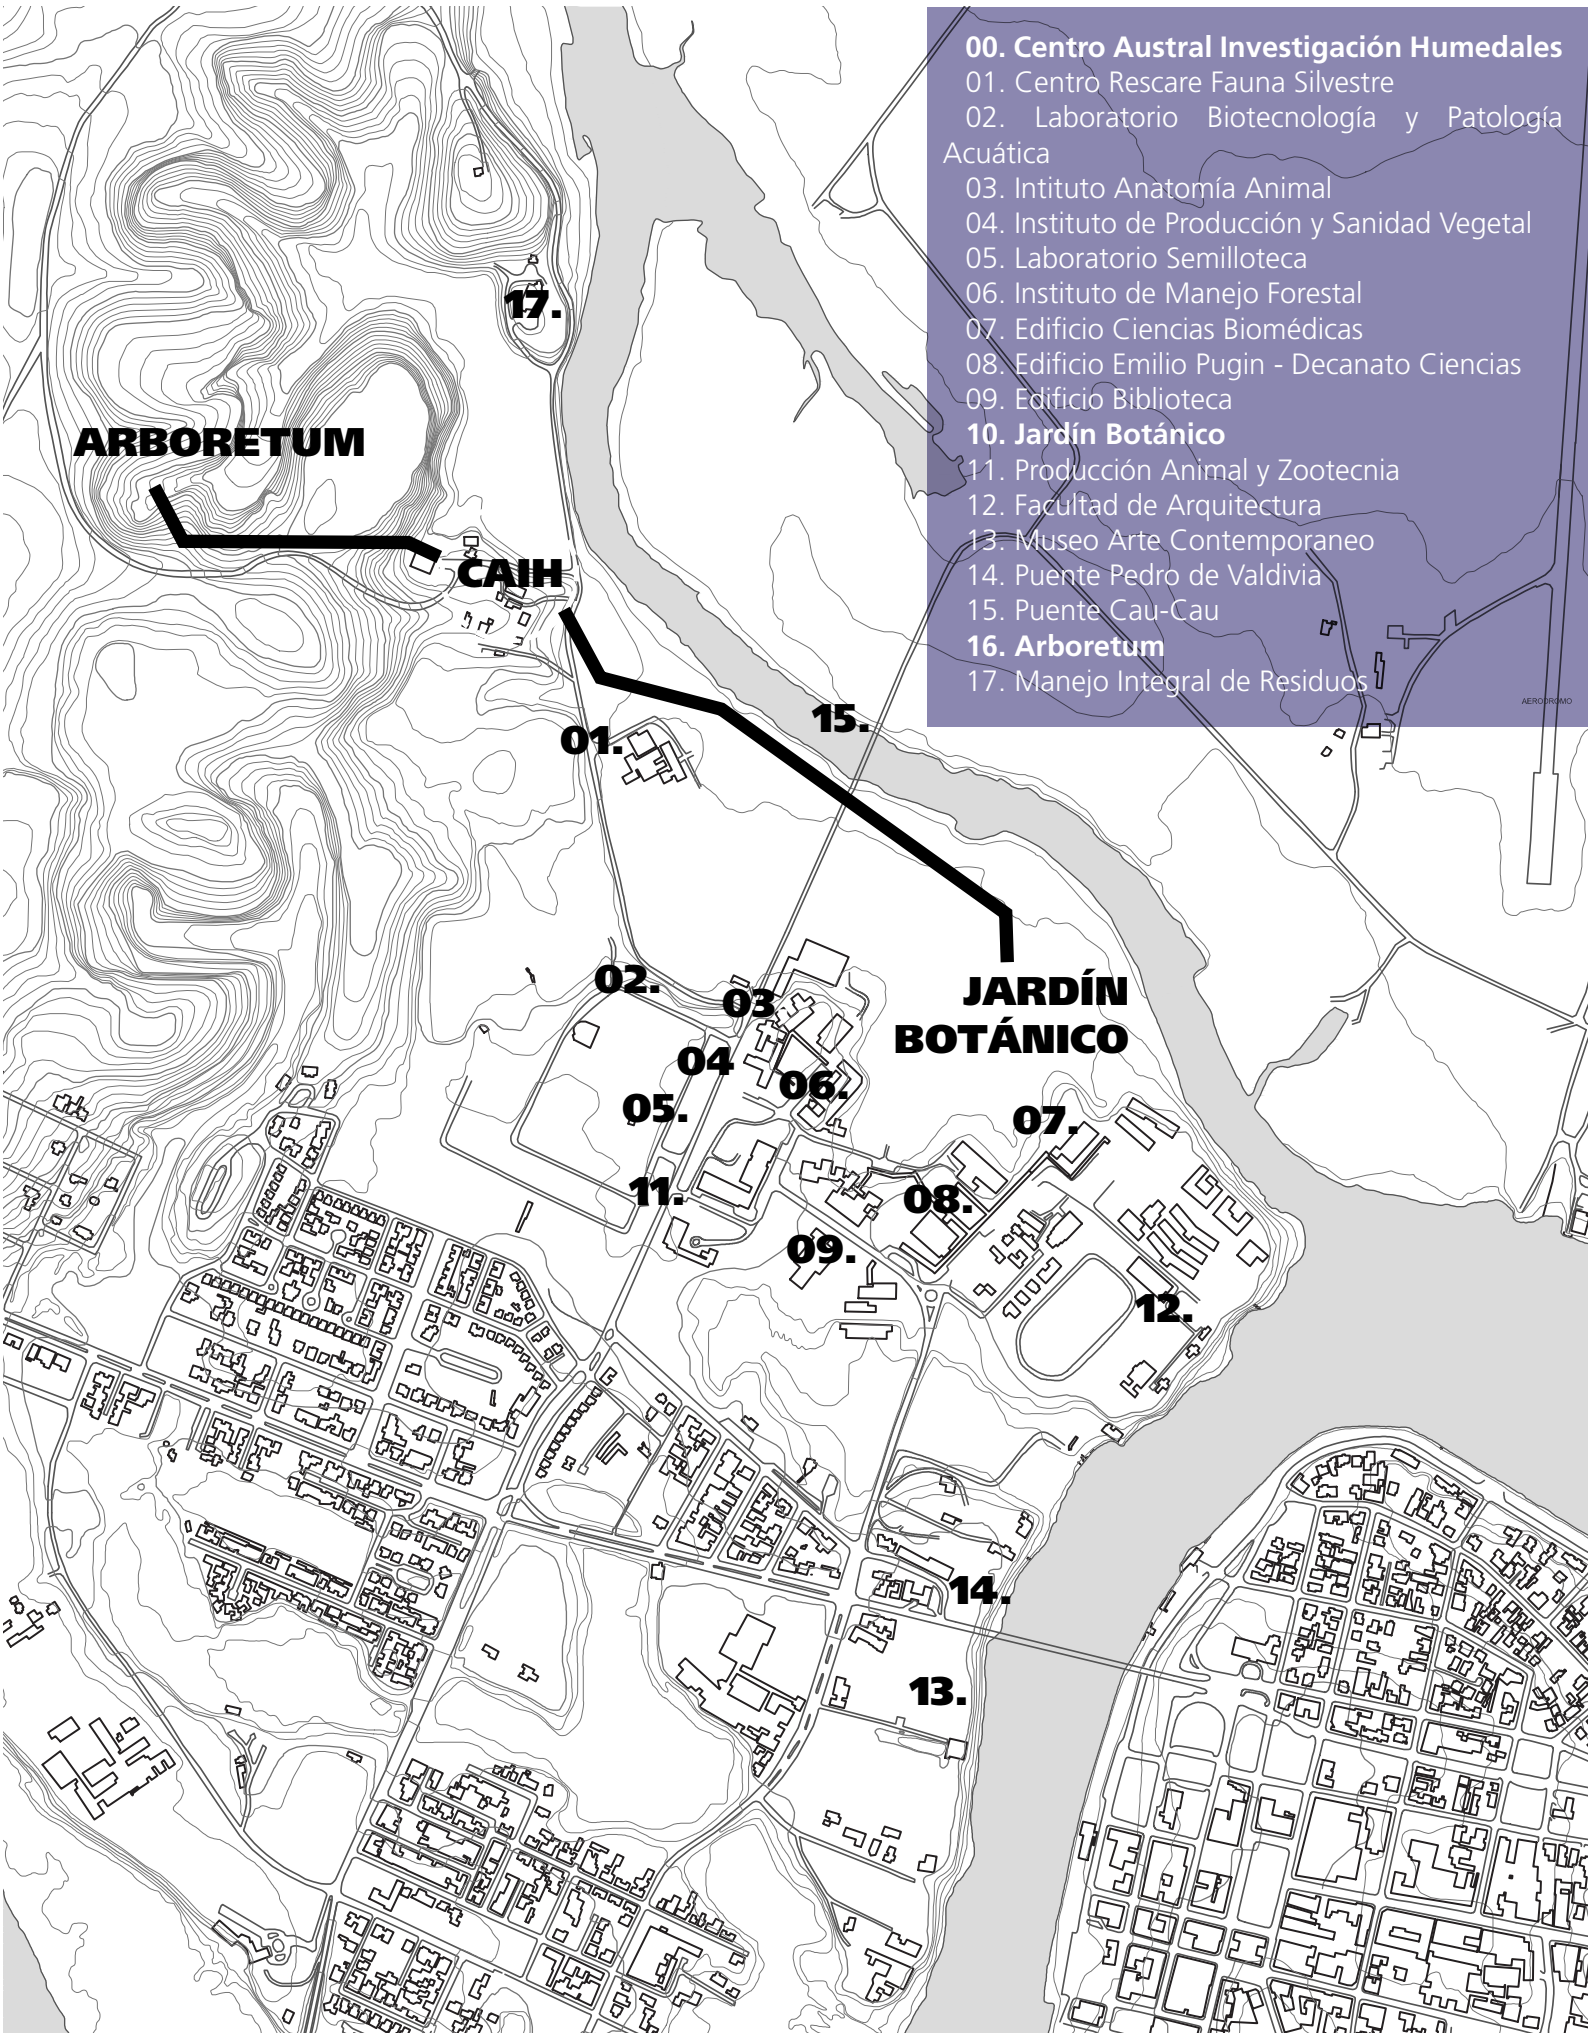 00. Centro Austral Investigación Humedales
01. Centro Rescare Fauna Silvestre
02. Laboratorio Biotecnología y Patología
Acuática
03. Intituto Anatomía Animal
04. Instituto de Producción y Sanidad Vegetal
05. Laboratorio Semilloteca
06. Instituto de Manejo Forestal
07. Edificio Ciencias Biomédicas
08. Edificio Emilio Pugin - Decanato Ciencias
09. Edificio Biblioteca
10. Jardín Botánico
11. Producción Animal y Zootecnia
12. Facultad de Arquitectura
13. Museo Arte Contemporaneo
14. Puente Pedro de Valdivia
15. Puente Cau-Cau
16. Arboretum
17. Manejo Integral de Residuos
AERODROMO
17.
ARBORETUM
CAIH
15.
01.
02.
03
JARDÍN
BOTÁNICO
04
06.
05.
07.
11.
08.
09.
12.
14.
13.